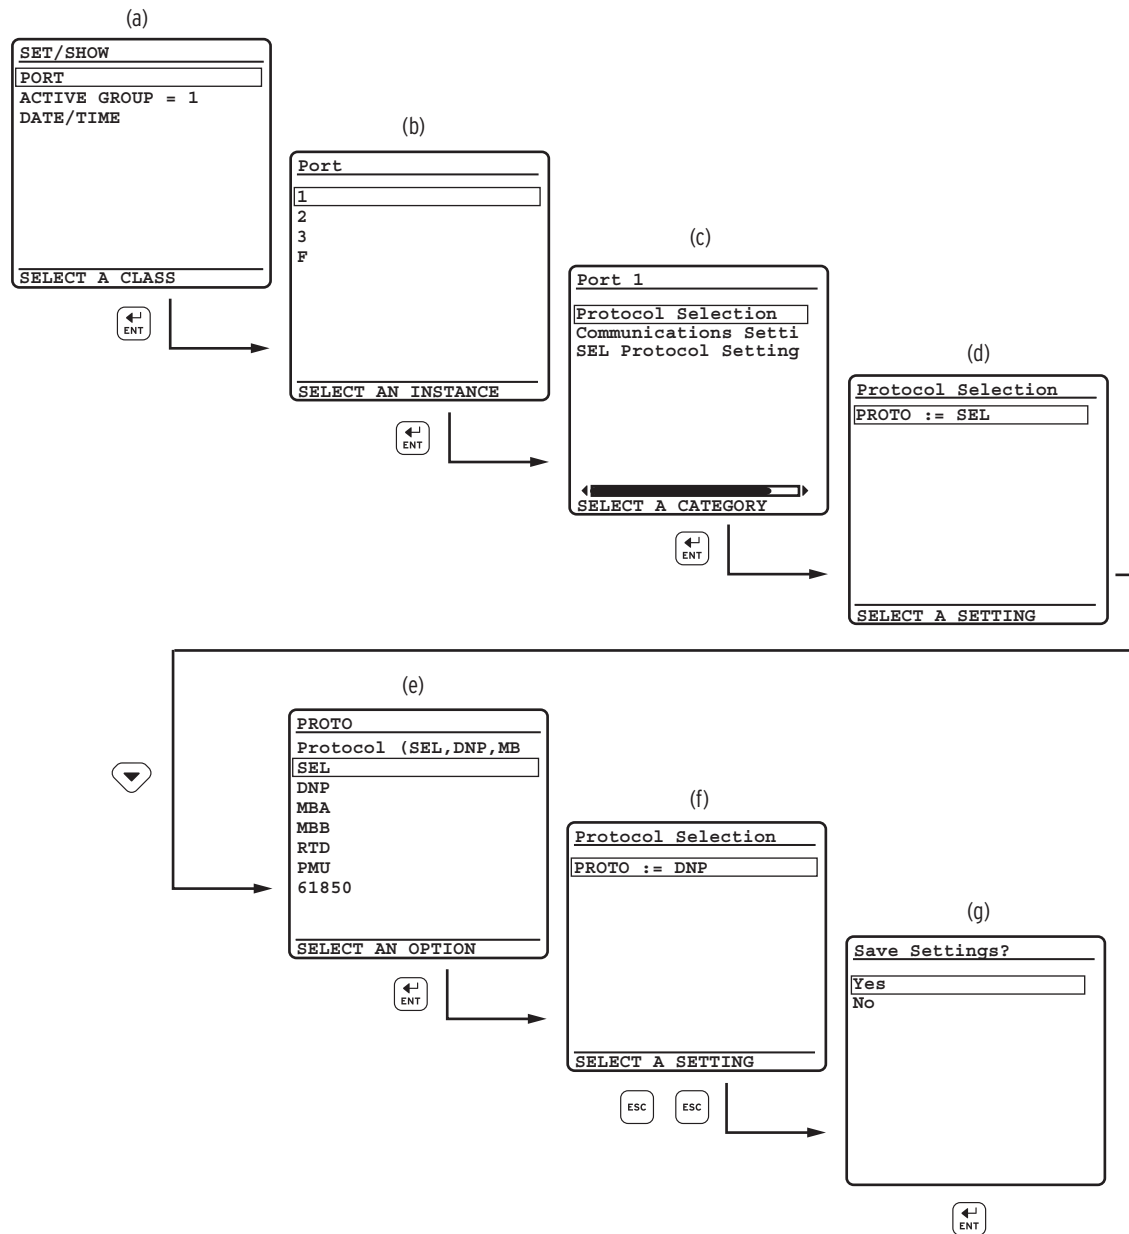 (a)
SET/SHOW
PORT
ACTIVE GROUP = 1
DATE/TIME
SELECT A CLASS
ENT
(b)
Port
1
2
3
F
SELECT AN INSTANCE
ENT
(c)
Port 1
Protocol Selection
Communications Setti
SEL Protocol Setting
SELECT A CATEGORY
ENT
(d)
Protocol Selection
PROTO := SEL
SELECT A SETTING
(e)
PROTO
Protocol (SEL,DNP,MB
SEL
DNP
MBA
MBB
RTD
PMU
61850
SELECT AN OPTION
ENT
(f)
Protocol Selection
PROTO := DNP
SELECT A SETTING
ESC ESC
(g)
Save Settings?
Yes
No
ENT